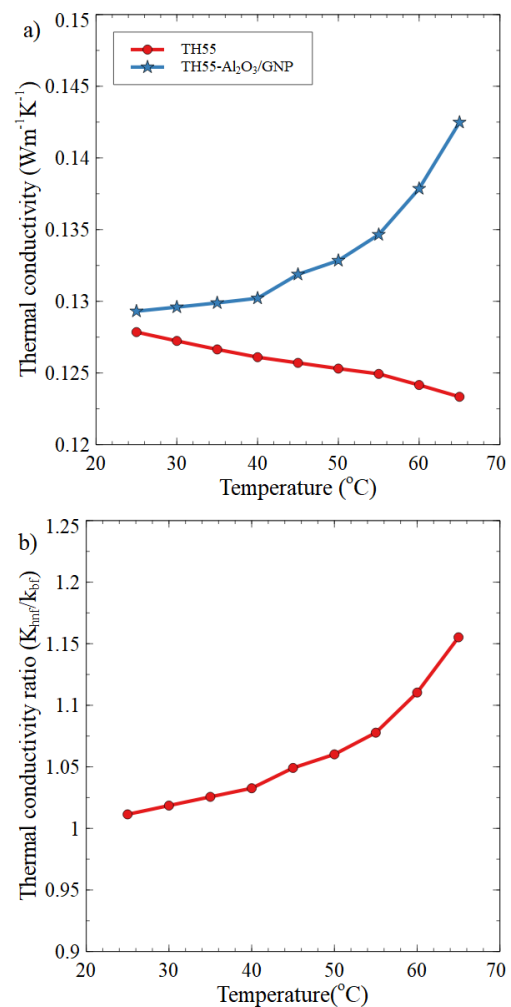 a)
0.15
0.145
0.14
0.135
0.13
0.125
0.12
Thermal conductivity (Wm⁻¹K⁻¹)
TH55
TH55-Al₂O₃/GNP
20 30 40 50 60 70
Temperature (°C)
b)
1.25
1.2
1.15
1.1
1.05
1
0.95
0.9
Thermal conductivity ratio (K_hnf/k_bf)
20 30 40 50 60 70
Temperature(°C)